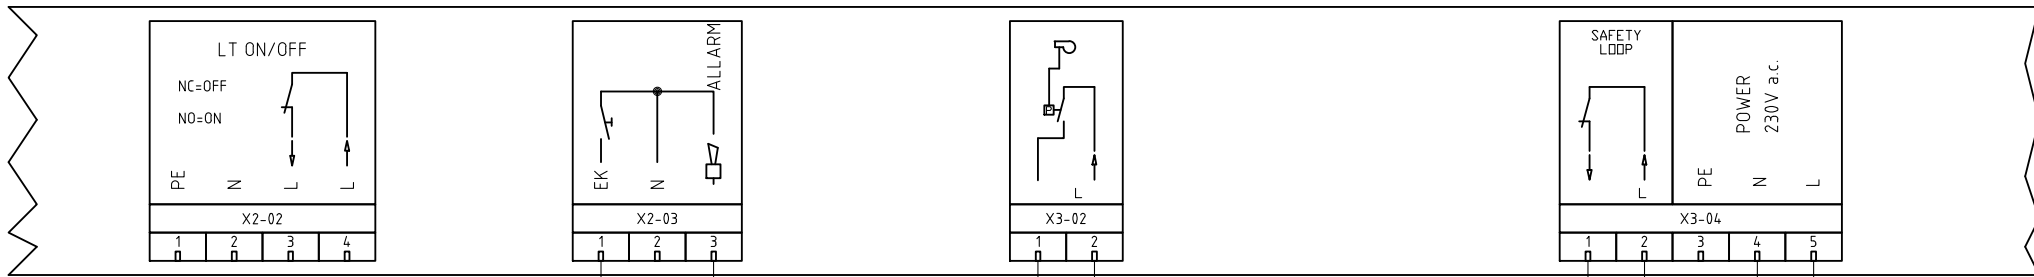 LT ON/OFF
NC=OFF
NO=ON
PE N L L
X2-02
1 2 3 4
ALLARM
EK N
X2-03
1 2 3
P
L
X3-02
1 2
SAFETY
LOOP
L
POWER
230V a.c.
PE N L
X3-04
1 2 3 4 5